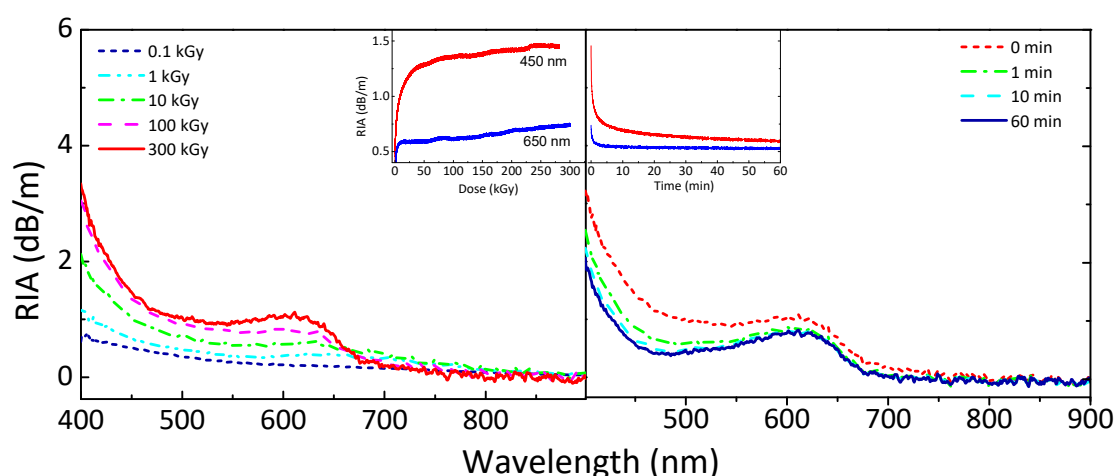 RIA (dB/m)
6
4
2
0
0.1 kGy
1 kGy
10 kGy
100 kGy
300 kGy
RIA (dB/m)
1.5
1.0
0.5
450 nm
650 nm
0 50 100 150 200 250 300
Dose (kGy)
0 10 20 30 40 50 60
Time (min)
0 min
1 min
10 min
60 min
400 500 600 700 800
500 600 700 800 900
Wavelength (nm)